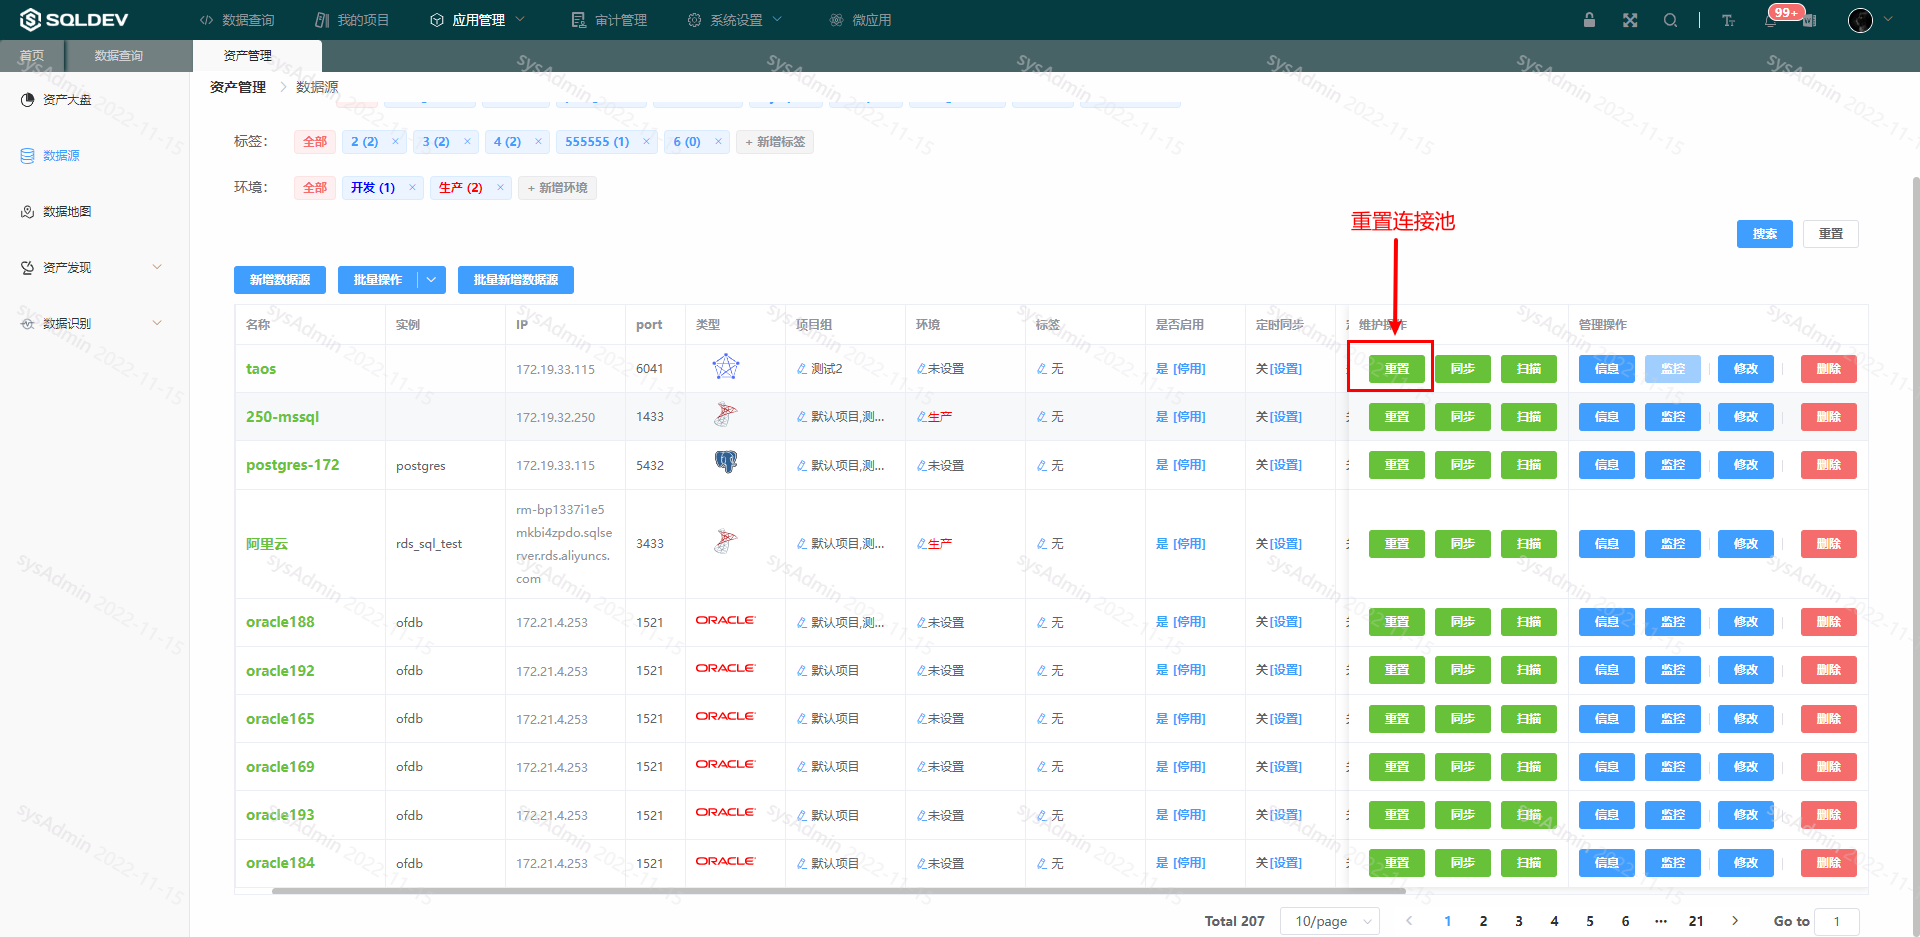 SQLDEV 数据查询 我的项目 应用管理 审计管理 系统设置 微应用 99+
首页 数据查询 资产管理
资产管理 数据源
资产大盘
数据源
数据地图
资产发现
数据识别
标签: 全部 2 (2) × 3 (2) × 4 (2) × 555555 (1) × 6 (0) × + 新增标签
环境: 全部 开发 (1) × 生产 (2) × + 新增环境
重置连接池
搜索 重置
新增数据源 批量操作 批量新增数据源
名称 实例 IP port 类型 项目组 环境 标签 是否启用 定时同步 维护操作 管理操作
taos 172.19.33.115 6041 测试2 未设置 无 是 [停用] 关[设置] 重置 同步 扫描 信息 监控 修改 删除
250-mssql 172.19.32.250 1433 默认项目,测... 生产 无 是 [停用] 关[设置] 重置 同步 扫描 信息 监控 修改 删除
postgres-172 postgres 172.19.33.115 5432 默认项目,测... 未设置 无 是 [停用] 关[设置] 重置 同步 扫描 信息 监控 修改 删除
阿里云 rds_sql_test rm-bp1337i1e5
mkbi4zpdo.sqlse
rver.rds.aliyuncs.
com 3433 默认项目,测... 生产 无 是 [停用] 关[设置] 重置 同步 扫描 信息 监控 修改 删除
oracle188 ofdb 172.21.4.253 1521 ORACLE 默认项目,测... 未设置 无 是 [停用] 关[设置] 重置 同步 扫描 信息 监控 修改 删除
oracle192 ofdb 172.21.4.253 1521 ORACLE 默认项目 未设置 无 是 [停用] 关[设置] 重置 同步 扫描 信息 监控 修改 删除
oracle165 ofdb 172.21.4.253 1521 ORACLE 默认项目 未设置 无 是 [停用] 关[设置] 重置 同步 扫描 信息 监控 修改 删除
oracle169 ofdb 172.21.4.253 1521 ORACLE 默认项目 未设置 无 是 [停用] 关[设置] 重置 同步 扫描 信息 监控 修改 删除
oracle193 ofdb 172.21.4.253 1521 ORACLE 默认项目 未设置 无 是 [停用] 关[设置] 重置 同步 扫描 信息 监控 修改 删除
oracle184 ofdb 172.21.4.253 1521 ORACLE 默认项目 未设置 无 是 [停用] 关[设置] 重置 同步 扫描 信息 监控 修改 删除
Total 207 10/page 1 2 3 4 5 6 ... 21 Go to 1
sysAdmin 2022-11-15